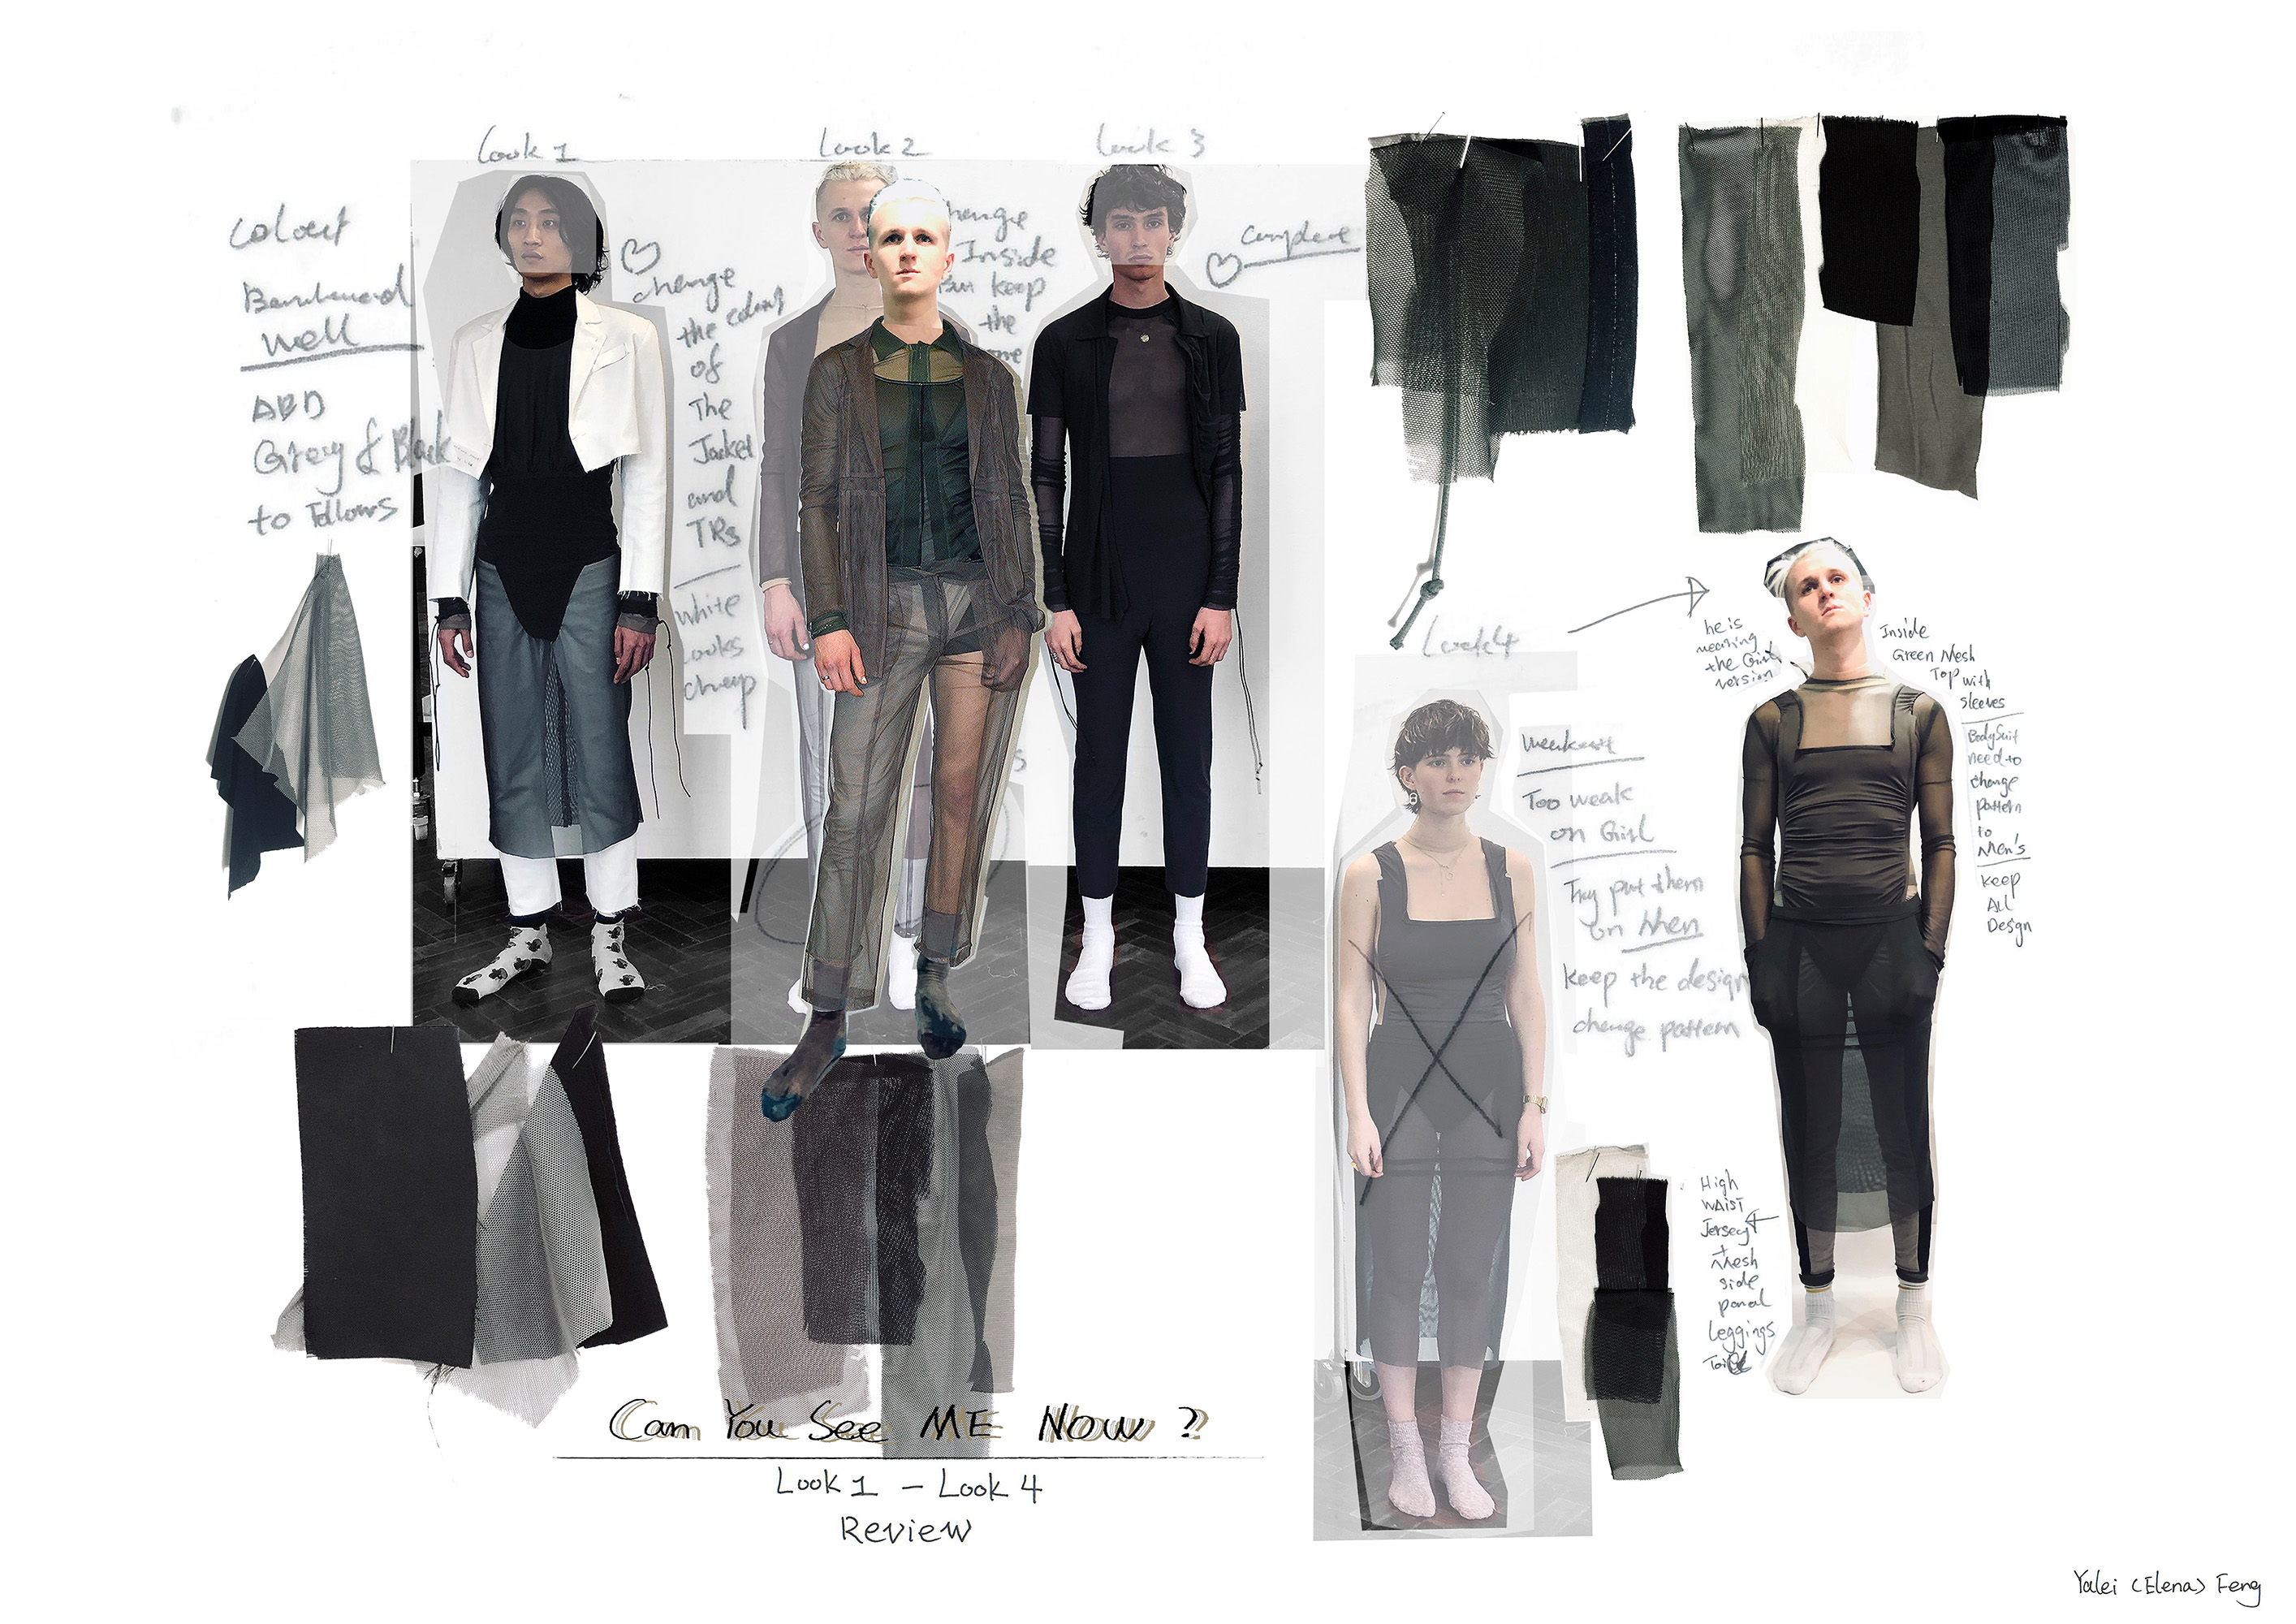 Look 1
Look 2
Look 3
colour
well
ADD
Grey & Black
to Follows
change
the colour
of
The
Jacket
and
TRs
white
looks
cheap
hange
Inside
But keep
the
complete
Look 4
he is
wearing
the Girl
version
Inside
Green Mesh
Top with
Sleeves
BodySuit
need to
change
pattern
to
Men's
keep
All
Design
Too weak
on Girl
Try put them
on Men
keep the design
change pattern
High
WAIST
Jersey
+
Mesh
side
panel
Leggings
Can You See ME Now ?
Look 1 – Look 4
Review
Yalei (Elena) Feng